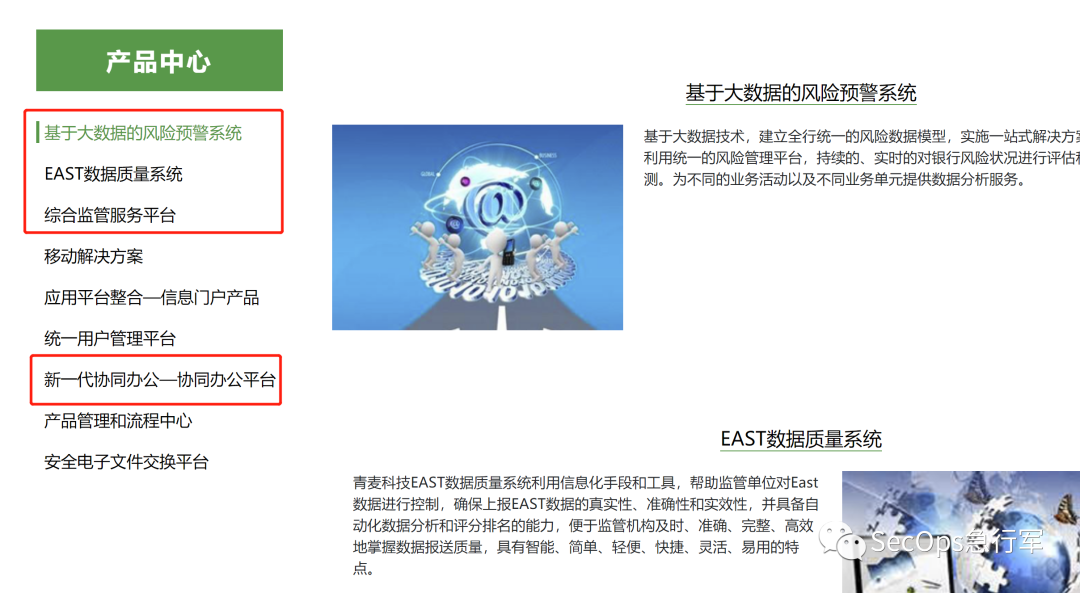 产品中心
基于大数据的风险预警系统
EAST数据质量系统
综合监管服务平台
移动解决方案
应用平台整合—信息门户产品
统一用户管理平台
新一代协同办公—协同办公平台
产品管理和流程中心
安全电子文件交换平台
基于大数据的风险预警系统
GLOBAL
BUSINESS
@
基于大数据技术，建立全行统一的风险数据模型，实施一站式解决方案
利用统一的风险管理平台，持续的、实时的对银行风险状况进行评估和
测。为不同的业务活动以及不同业务单元提供数据分析服务。
EAST数据质量系统
青麦科技EAST数据质量系统利用信息化手段和工具，帮助监管单位对East
数据进行控制，确保上报EAST数据的真实性、准确性和实效性，并具备自
动化数据分析和评分排名的能力，便于监管机构及时、准确、完整、高效
地掌握数据报送质量，具有智能、简单、轻便、快捷、灵活、易用的特
点。
SecOps急行军